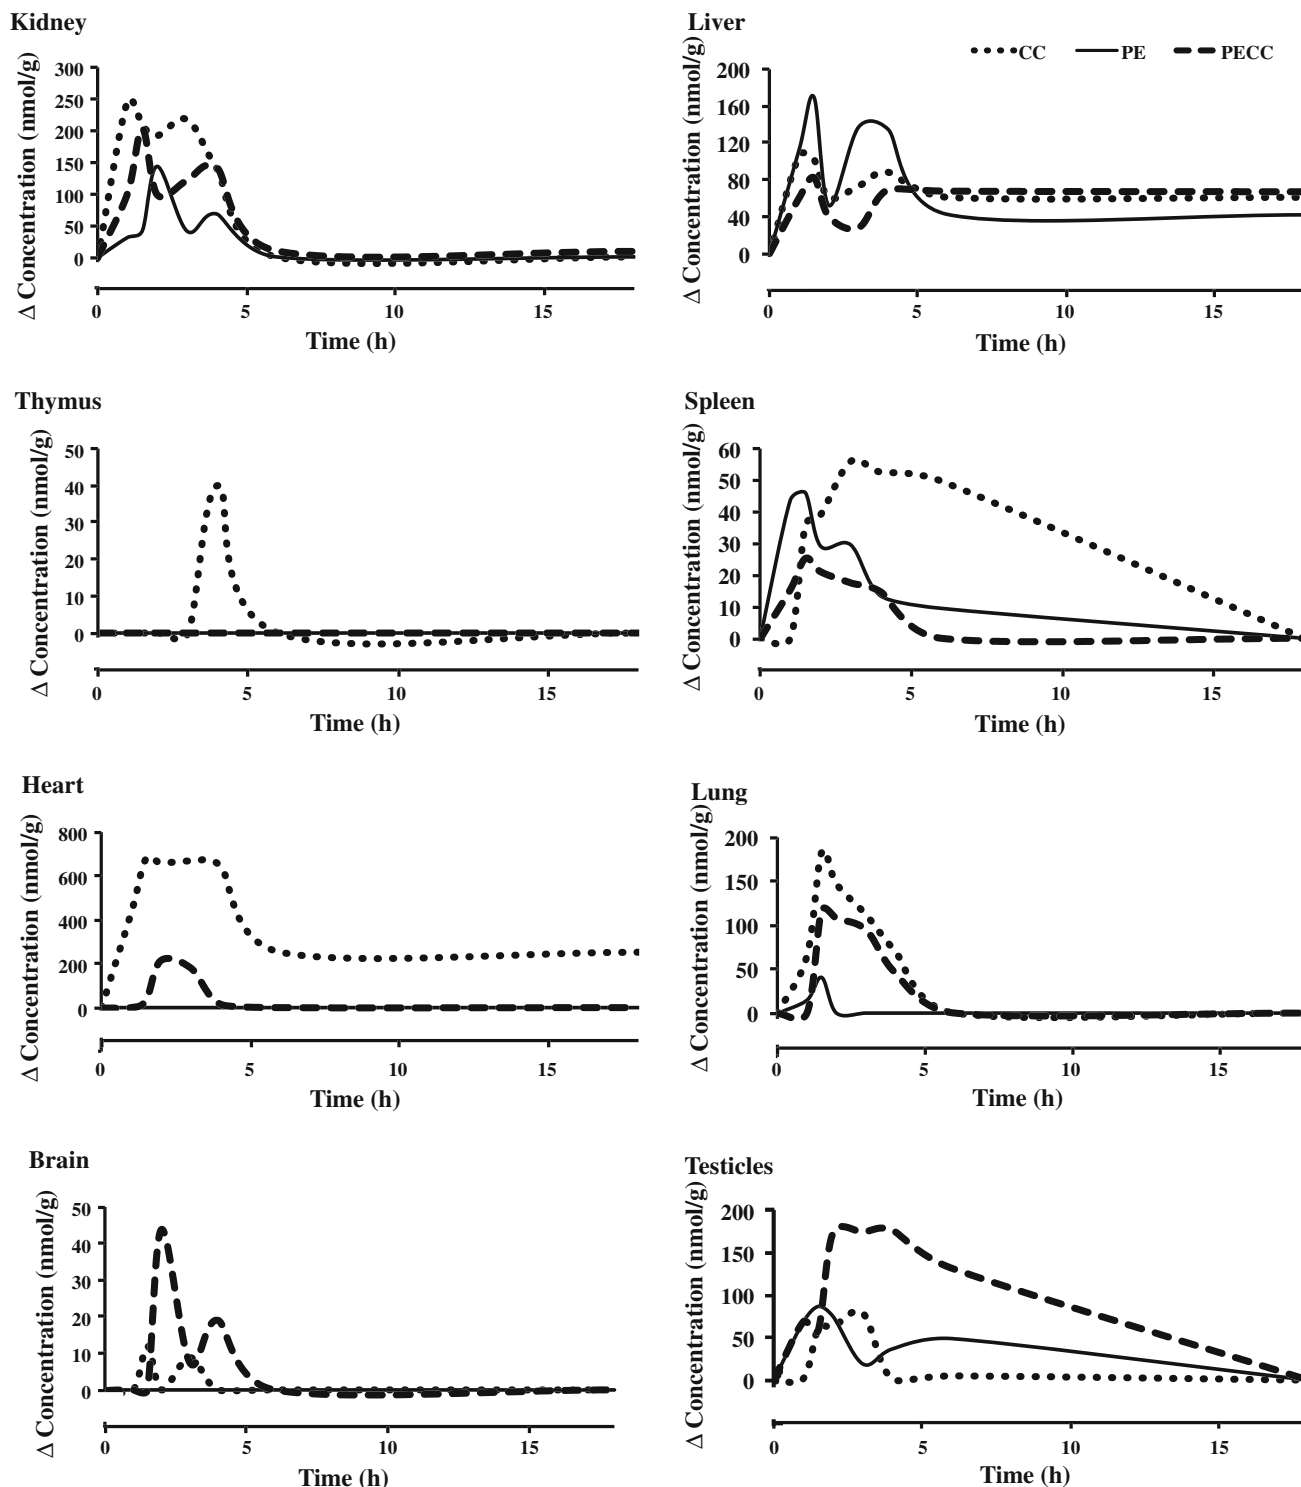 Kidney
Δ Concentration (nmol/g)
300
250
200
150
100
50
0
0 5 10 15
Time (h)
Liver
CC PE PECC
Δ Concentration (nmol/g)
200
160
120
80
40
0
0 5 10 15
Time (h)
Thymus
Δ Concentration (nmol/g)
50
40
30
20
10
0
0 5 10 15
Time (h)
Spleen
Δ Concentration (nmol/g)
60
50
40
30
20
10
0
0 5 10 15
Time (h)
Heart
Δ Concentration (nmol/g)
800
600
400
200
0
0 5 10 15
Time (h)
Lung
Δ Concentration (nmol/g)
200
150
100
50
0
0 5 10 15
Time (h)
Brain
Δ Concentration (nmol/g)
50
40
30
20
10
0
0 5 10 15
Time (h)
Testicles
Δ Concentration (nmol/g)
200
150
100
50
0
0 5 10 15
Time (h)